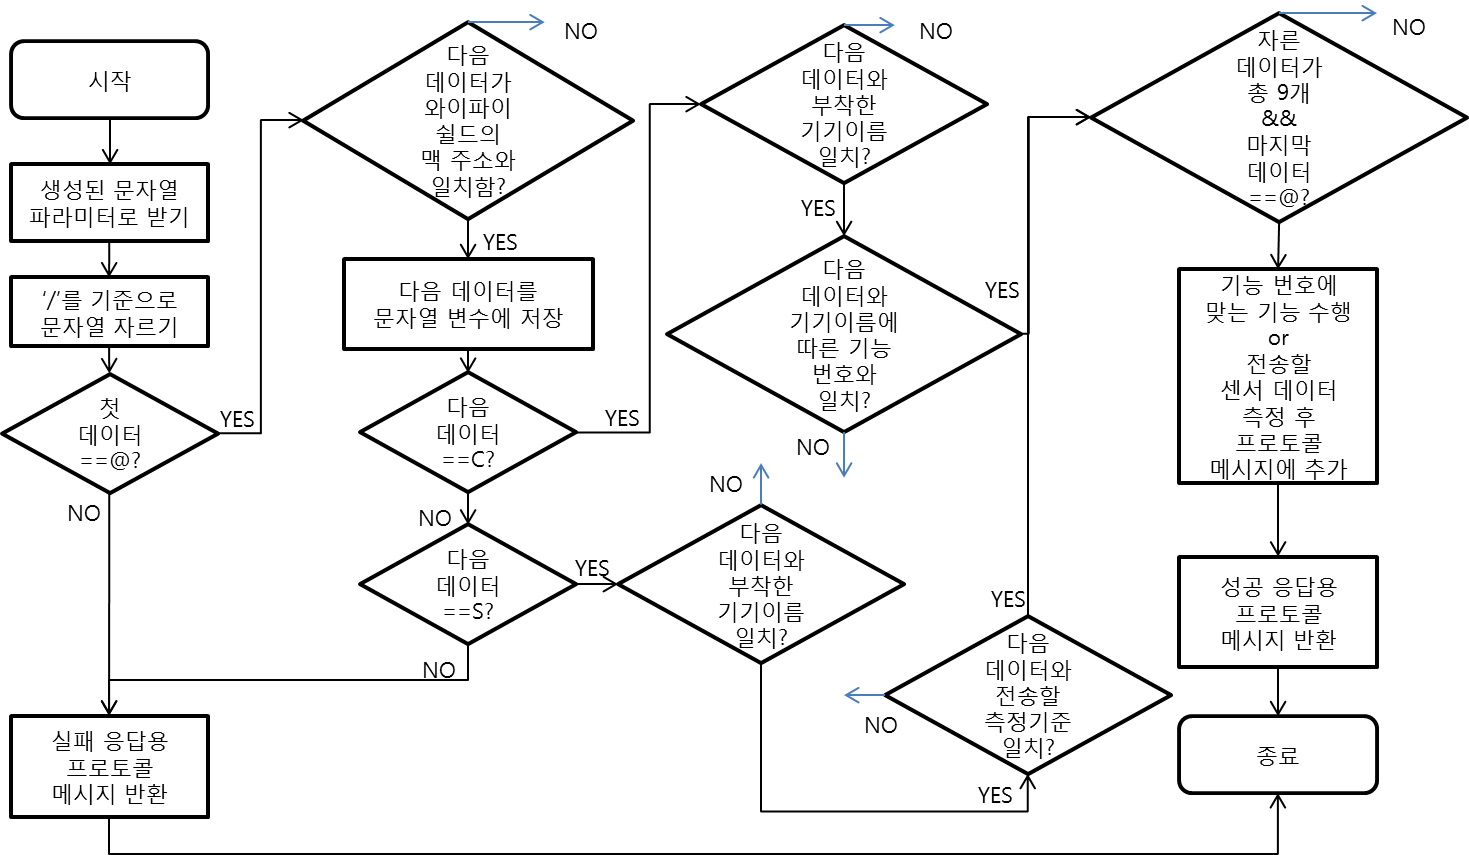 시작
생성된 문자열
파라미터로 받기
‘/’를 기준으로
문자열 자르기
첫
데이터
==@?
YES
NO
실패 응답용
프로토콜
메시지 반환
다음
데이터가
와이파이
쉴드의
맥 주소와
일치함?
NO
YES
다음 데이터를
문자열 변수에 저장
다음
데이터
==C?
YES
NO
다음
데이터
==S?
YES
NO
다음
데이터와
부착한
기기이름
일치?
NO
YES
다음
데이터와
기기이름에
따른 기능
번호와
일치?
YES
NO
다음
데이터와
부착한
기기이름
일치?
NO
YES
다음
데이터와
전송할
측정기준
일치?
YES
NO
자른
데이터가
총 9개
&&
마지막
데이터
==@?
NO
기능 번호에
맞는 기능 수행
or
전송할
센서 데이터
측정 후
프로토콜
메시지에 추가
성공 응답용
프로토콜
메시지 반환
종료